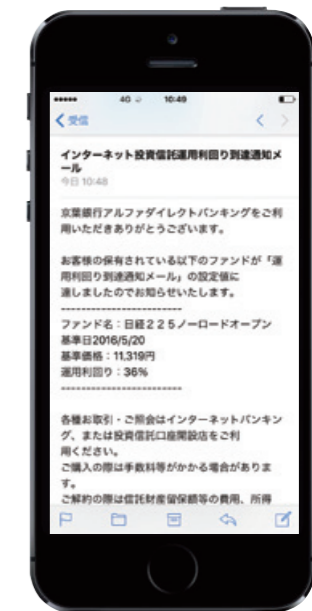 4G 10:49
受信
インターネット投資信託運用利回り到達通知メ
ール
今日 10:48
京葉銀行アルファダイレクトバンキングをご利
用いただきありがとうございます。
お客様の保有されている以下のファンドが「運
用利回り到達通知メール」の設定値に
達しましたのでお知らせいたします。
------------------------
ファンド名：日経２２５ノーロードオープン
基準日2016/5/20
基準価格：11,319円
運用利回り：36%
------------------------
各種お取引・ご照会はインターネットバンキン
グ、または投資信託口座開設店をご利
用ください。
ご購入の際は手数料等がかかる場合がありま
す。
ご解約の際は信託財産留保額等の費用、所得